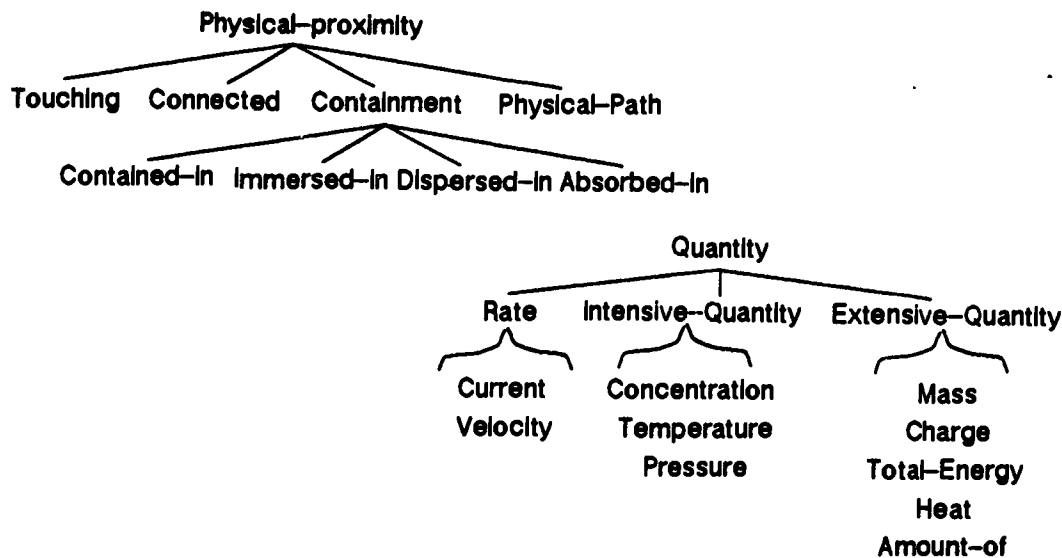 Physical-proximity
Touching Connected Containment Physical-Path
Contained-in Immersed-in Dispersed-in Absorbed-in
Quantity
Rate Intensive-Quantity Extensive-Quantity
Current
Velocity
Concentration
Temperature
Pressure
Mass
Charge
Total-Energy
Heat
Amount-of